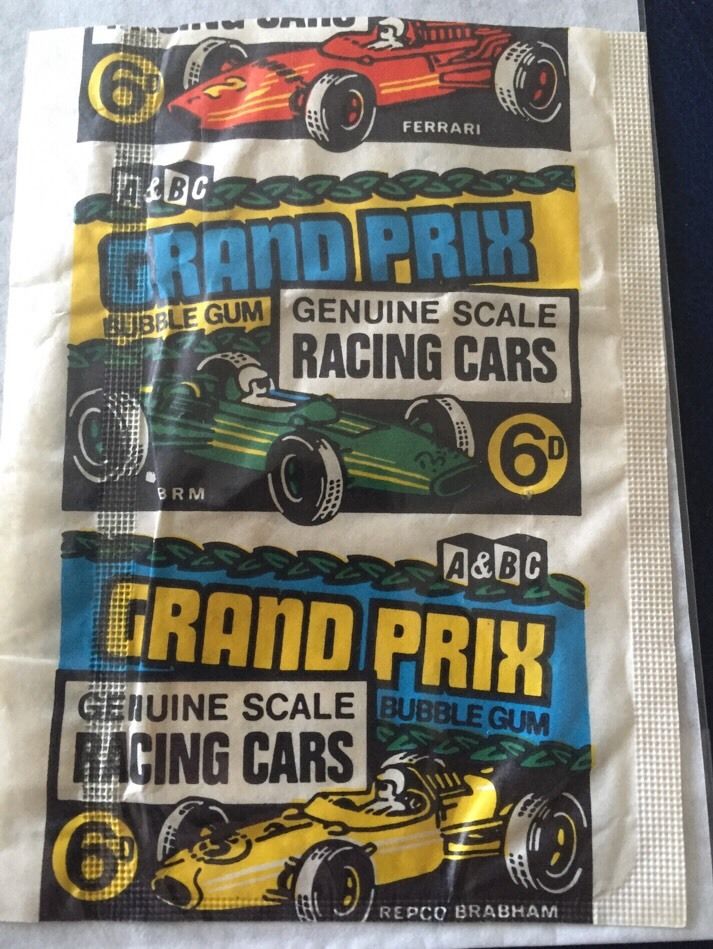 RACING CARS
6D
2
FERRARI
A&BC
GRAND PRIX
BUBBLE GUM
GENUINE SCALE
RACING CARS
6D
BRM
A&BC
GRAND PRIX
GENUINE SCALE
BUBBLE GUM
RACING CARS
6D
REPCO BRABHAM